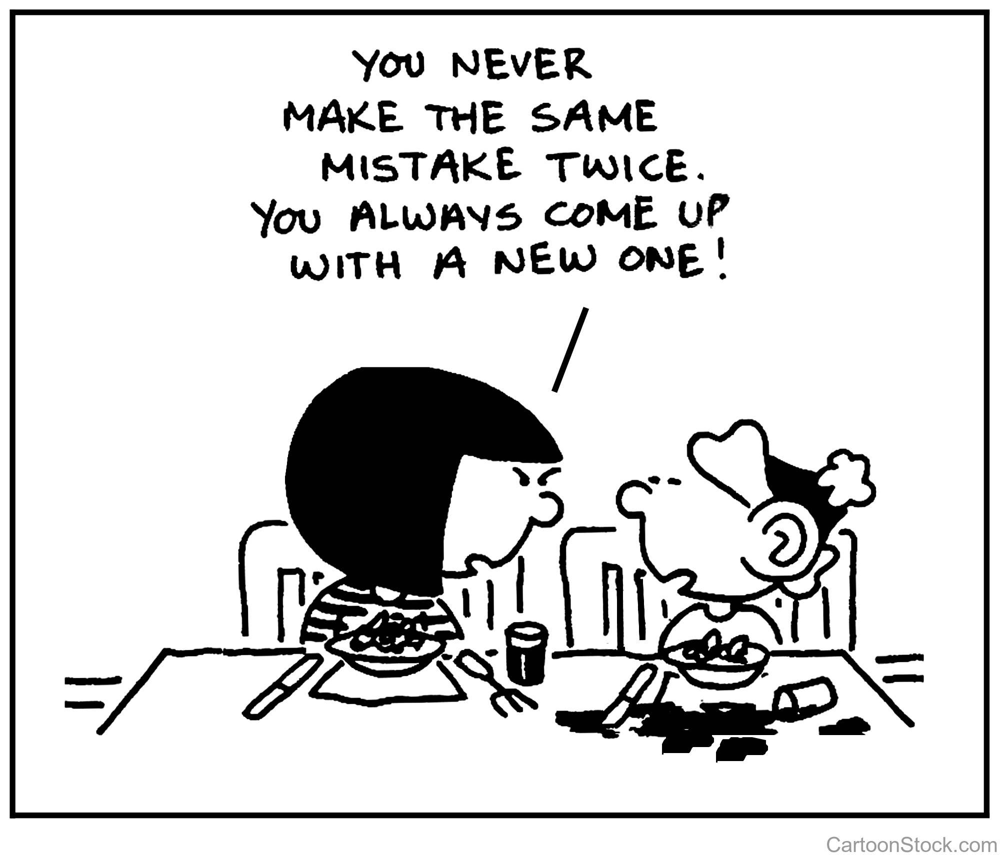 YOU NEVER
MAKE THE SAME
MISTAKE TWICE.
YOU ALWAYS COME UP
WITH A NEW ONE!
CartoonStock.com